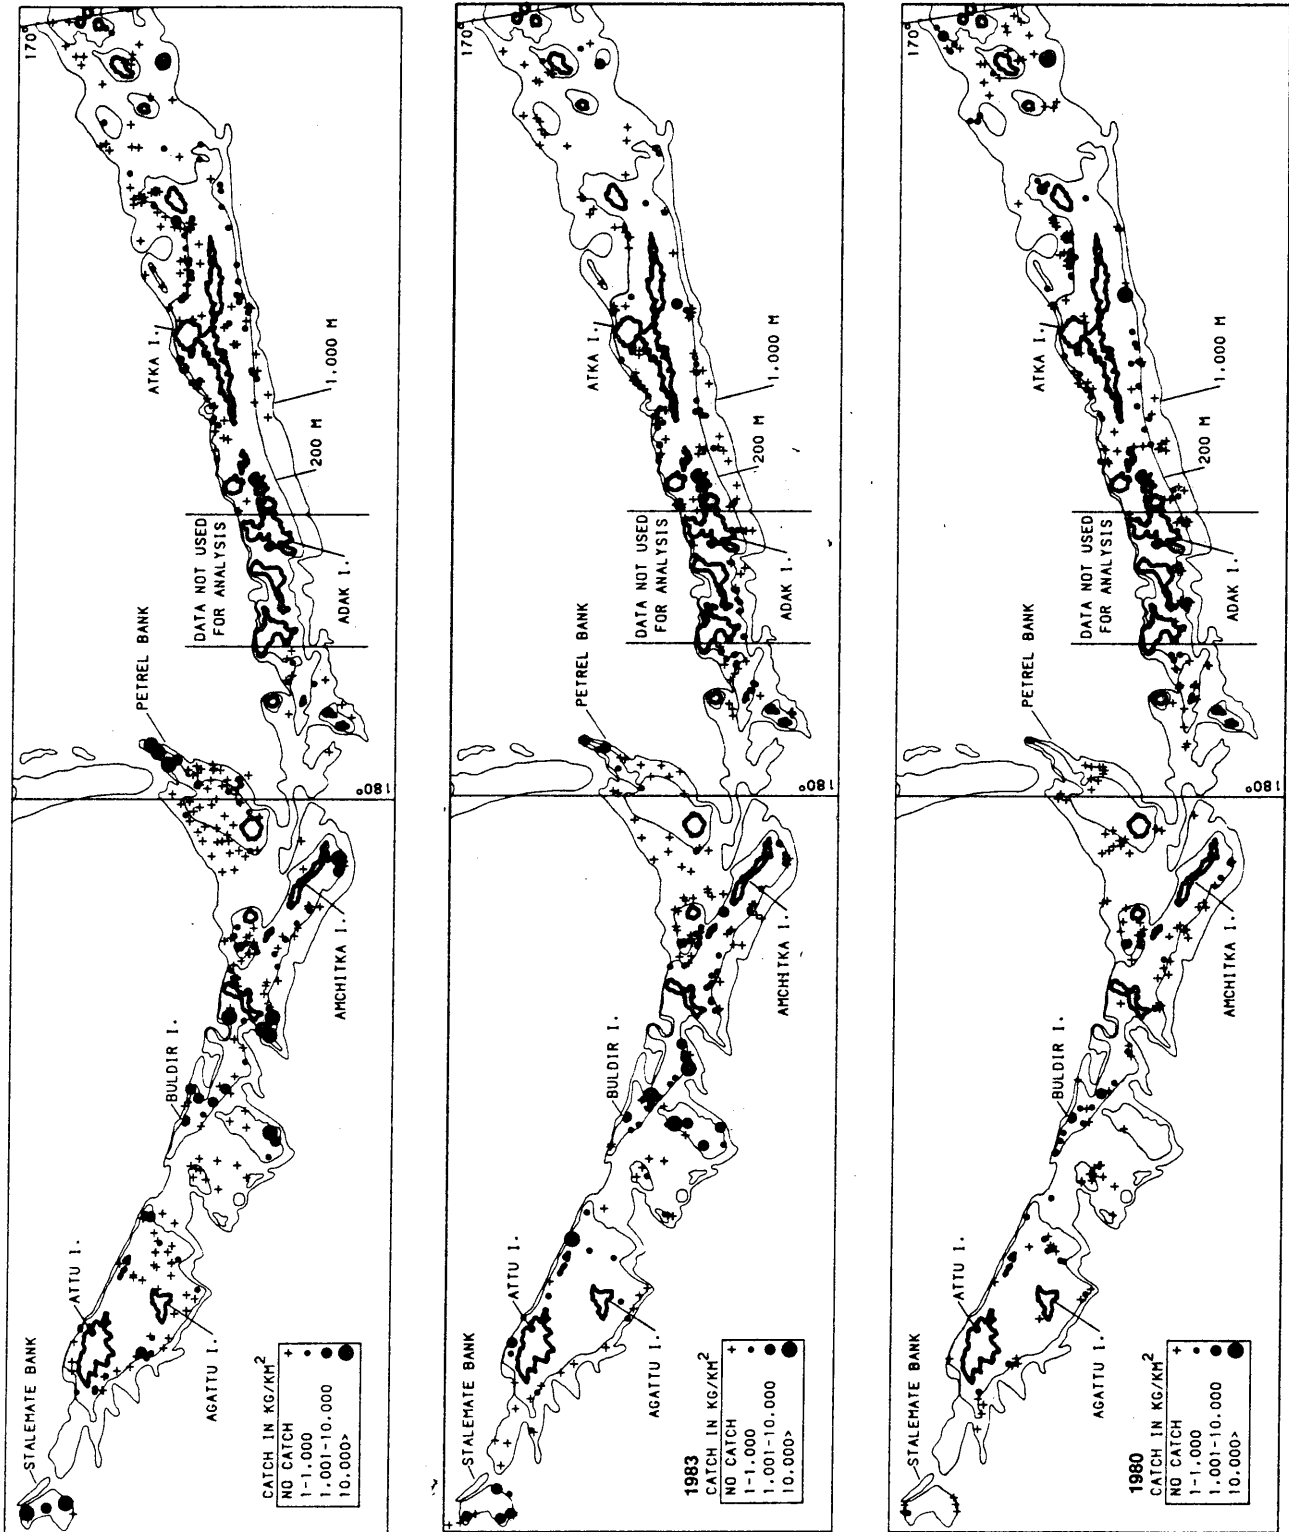 STALEMATE BANK
ATTU I.
BULDIR I.
PETREL BANK
ATKA I.
170°
DATA NOT USED
FOR ANALYSIS
180°
AGATTU I.
AMCHITKA I.
ADAK I.
200 M
1.000 M
CATCH IN KG/KM²
NO CATCH +
1-1.000
1.001-10.000
10.000>
STALEMATE BANK
ATTU I.
BULDIR I.
PETREL BANK
ATKA I.
170°
DATA NOT USED
FOR ANALYSIS
180°
AGATTU I.
AMCHITKA I.
ADAK I.
200 M
1.000 M
1983
CATCH IN KG/KM²
NO CATCH +
1-1.000
1.001-10.000
10.000>
STALEMATE BANK
ATTU I.
BULDIR I.
PETREL BANK
ATKA I.
170°
DATA NOT USED
FOR ANALYSIS
180°
AGATTU I.
AMCHITKA I.
ADAK I.
200 M
1.000 M
1980
CATCH IN KG/KM²
NO CATCH +
1-1.000
1.001-10.000
10.000>